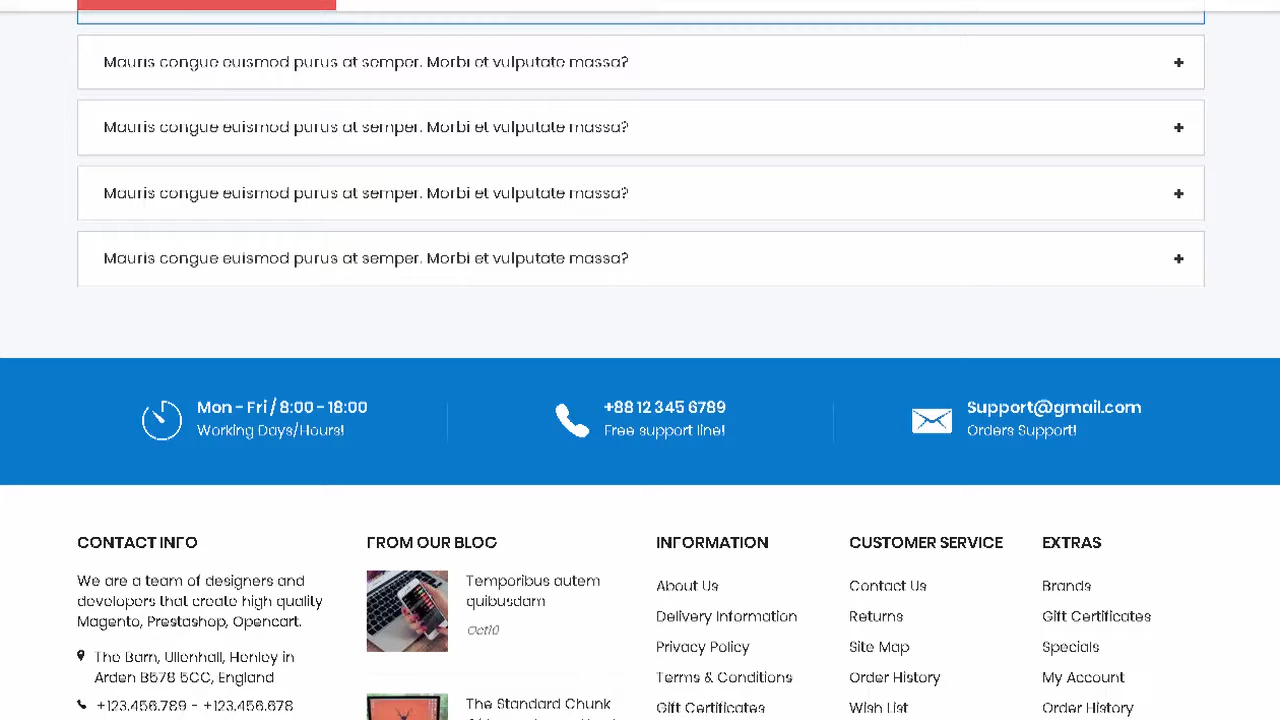 Mauris congue euismod purus at semper. Morbi et vulputate massa?
Mauris congue euismod purus at semper. Morbi et vulputate massa?
Mauris congue euismod purus at semper. Morbi et vulputate massa?
Mauris congue euismod purus at semper. Morbi et vulputate massa?
Mon - Fri / 8:00 - 18:00
Working Days/Hours!
+88 12 345 6789
Free support line!
Support@gmail.com
Orders Support!
CONTACT INFO
We are a team of designers and
developers that create high quality
Magento, Prestashop, Opencart.
The Barn, Ullenhall, Henley in
Arden B578 5CC, England
+123.456.789 - +123.456.678
FROM OUR BLOG
Temporibus autem
quibusdam
Oct10
The Standard Chunk
INFORMATION
About Us
Delivery Information
Privacy Policy
Terms & Conditions
Gift Certificates
CUSTOMER SERVICE
Contact Us
Returns
Site Map
Order History
Wish List
EXTRAS
Brands
Gift Certificates
Specials
My Account
Order History